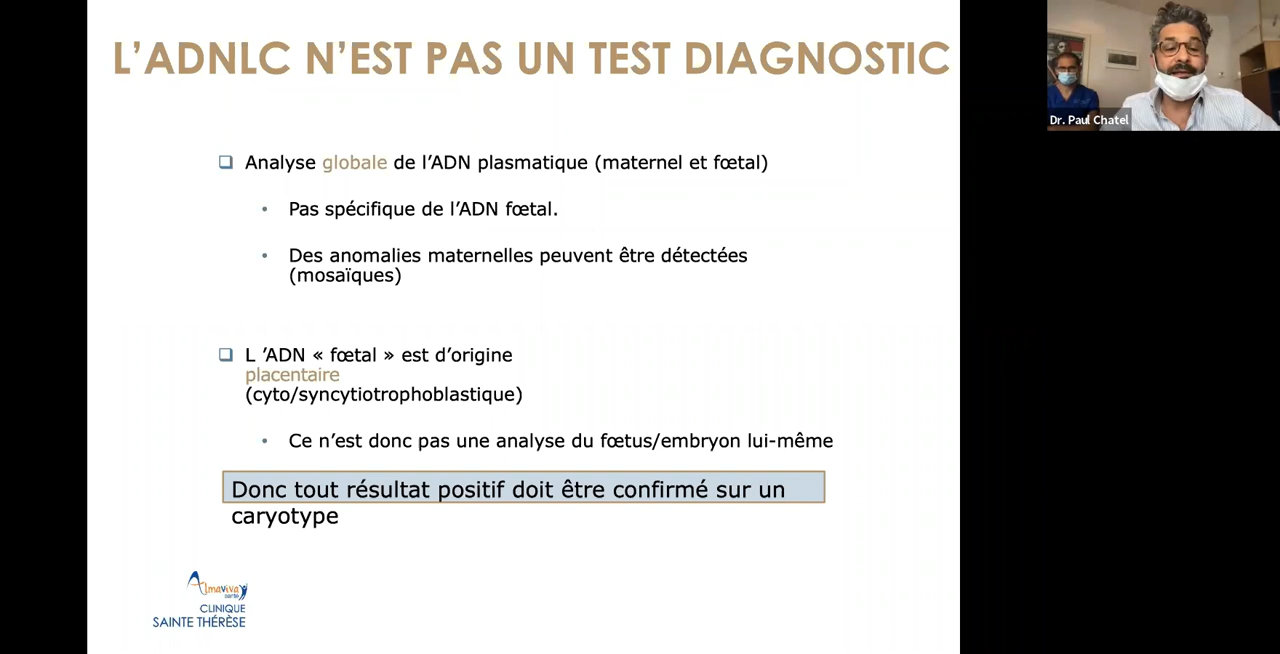 L’ADNLC N’EST PAS UN TEST DIAGNOSTIC
Dr. Paul Chatel
Analyse globale de l’ADN plasmatique (maternel et fœtal)
Pas spécifique de l’ADN fœtal.
Des anomalies maternelles peuvent être détectées
(mosaïques)
L ’ADN « fœtal » est d’origine
placentaire
(cyto/syncytiotrophoblastique)
Ce n’est donc pas une analyse du fœtus/embryon lui-même
Donc tout résultat positif doit être confirmé sur un
caryotype
Almaviva
santé
CLINIQUE
SAINTE THÉRÈSE